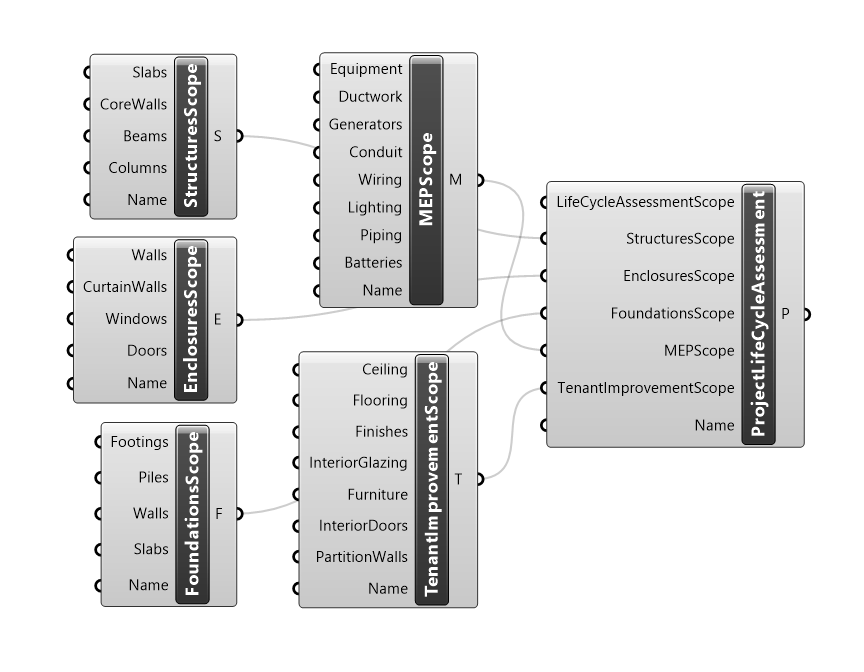 Slabs
CoreWalls
Beams
Columns
Name
StructuresScope
S
Equipment
Ductwork
Generators
Conduit
Wiring
Lighting
Piping
Batteries
Name
MEPScope
M
Walls
CurtainWalls
Windows
Doors
Name
EnclosuresScope
E
Footings
Piles
Walls
Slabs
Name
FoundationsScope
F
Ceiling
Flooring
Finishes
InteriorGlazing
Furniture
InteriorDoors
PartitionWalls
Name
TenantImprovementScope
T
LifeCycleAssessmentScope
StructuresScope
EnclosuresScope
FoundationsScope
MEPScope
TenantImprovementScope
Name
ProjectLifeCycleAssessment
P